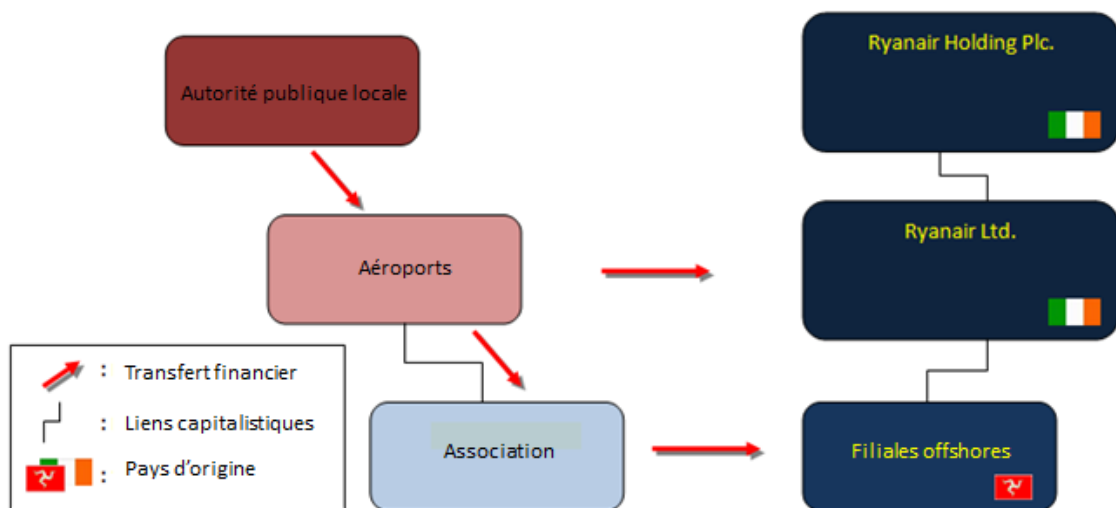 Ryanair Holding Plc.
Autorité publique locale
Ryanair Ltd.
Aéroports
: Transfert financier
: Liens capitalistiques
: Pays d'origine
Association
Filiales offshores